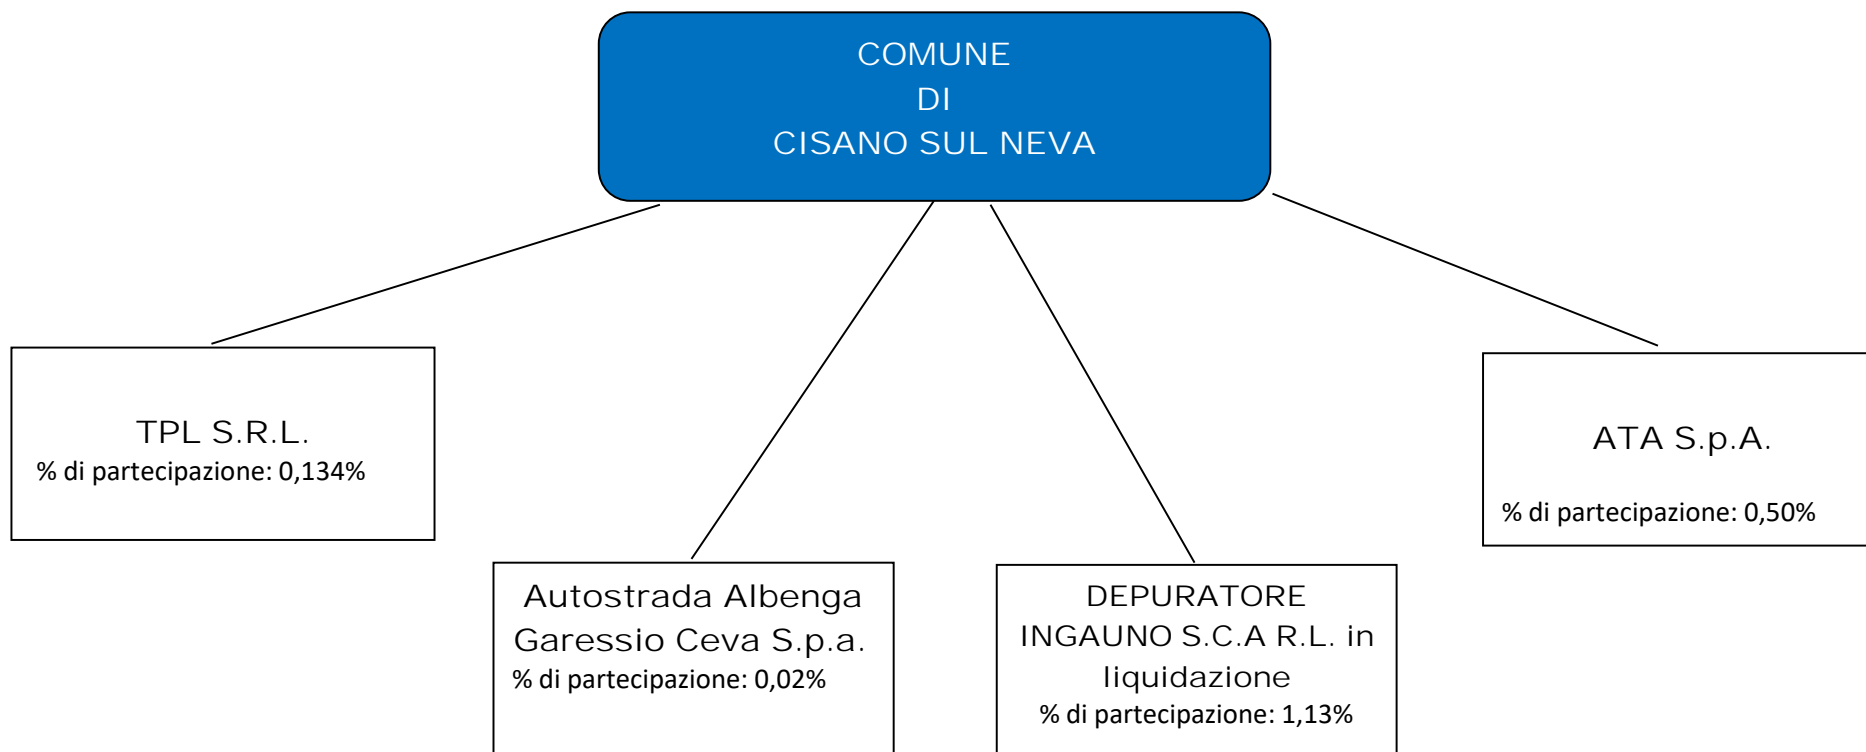 COMUNE
DI
CISANO SUL NEVA
TPL S.R.L.
% di partecipazione: 0,134%
Autostrada Albenga
Garessio Ceva S.p.a.
% di partecipazione: 0,02%
DEPURATORE
INGAUNO S.C.A R.L. in
liquidazione
% di partecipazione: 1,13%
ATA S.p.A.
% di partecipazione: 0,50%